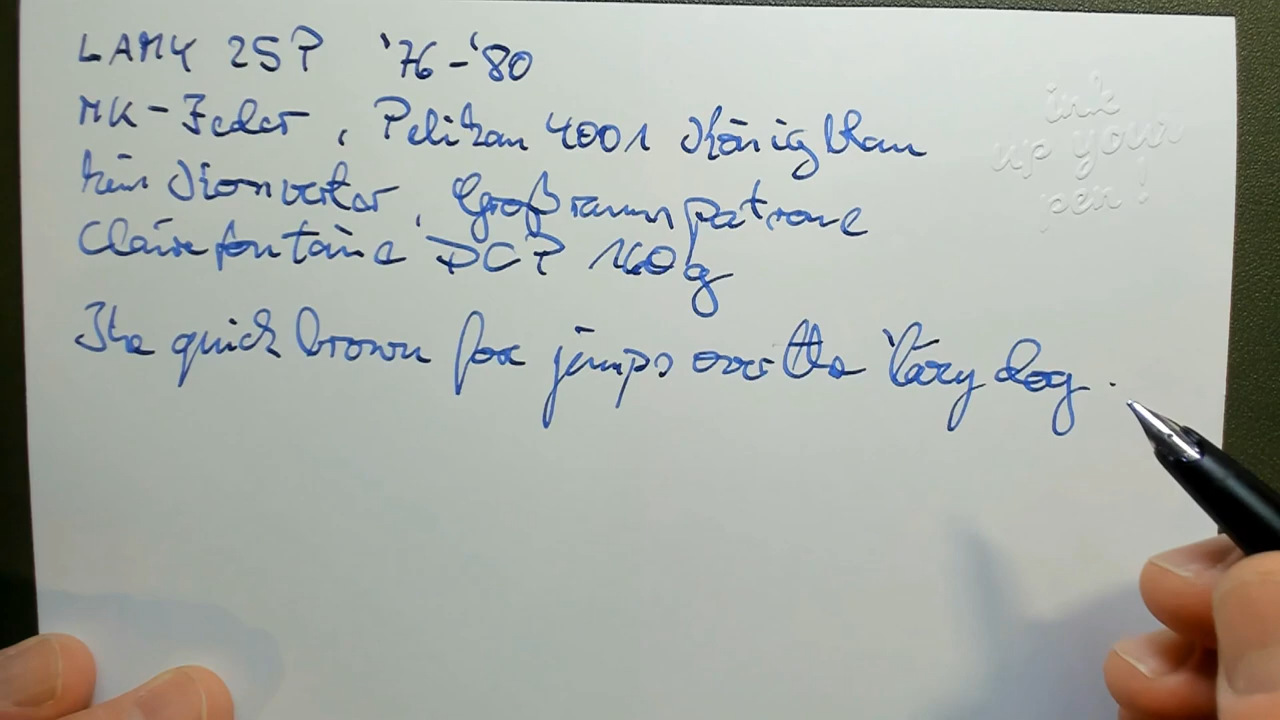 LAMY 25P '76-'80
MK-Feder, Pelikan 4001 Königblau
kein Konverter, Großraumpatrone
Clairefontaine DCP 160g
The quick brown fox jumps over the lazy dog.
ink
up your
pen!